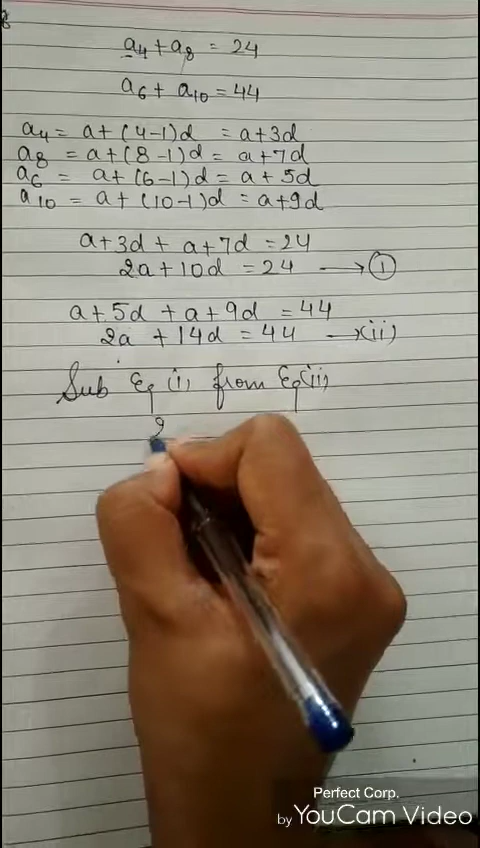 a4 + a8 = 24
a6 + a10 = 44
a4 = a + (4-1)d = a + 3d
a8 = a + (8-1)d = a + 7d
a6 = a + (6-1)d = a + 5d
a10 = a + (10-1)d = a + 9d
a + 3d + a + 7d = 24
2a + 10d = 24 → ①
a + 5d + a + 9d = 44
2a + 14d = 44 → (ii)
Sub Eq (i) from Eq (ii)
Perfect Corp.
by YouCam Video